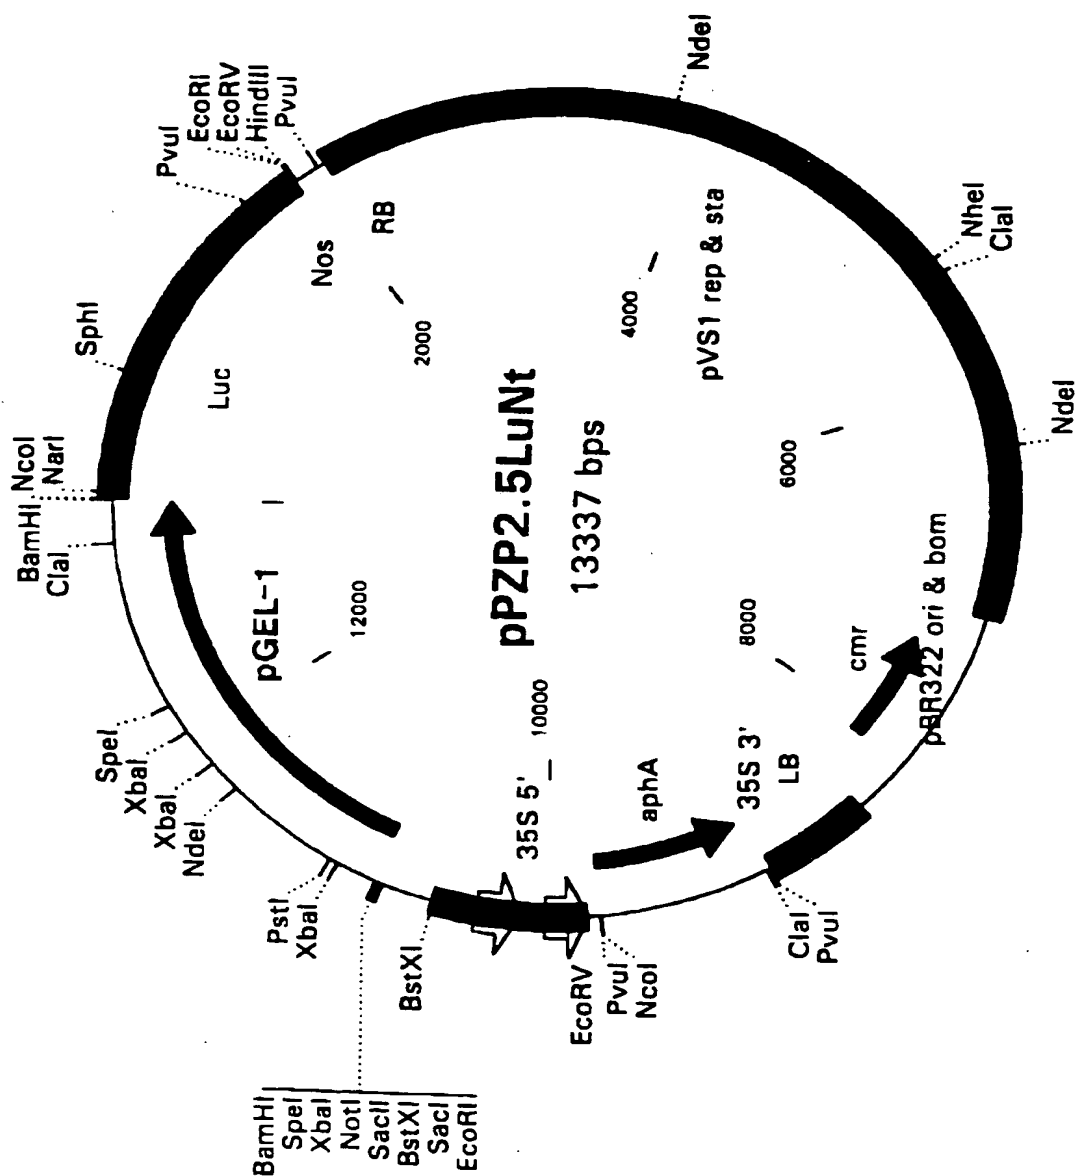 BamHI
SpeI
XbaI
NotI
SacII
BstXI
SacI
EcoRI
BamHI
ClaI
NcoI
NarI
SphI
SpeI
XbaI
XbaI
NdeI
PvuI
EcoRI
EcoRV
HindIII
PvuI
PstI
XbaI
pGEL-1
Luc
Nos
RB
12000
2000
BstXI
35S 5'
10000
pPZP2.5LuNt
13337 bps
EcoRV
PvuI
NcoI
aphA
4000
35S 3'
LB
8000
6000
pVS1 rep & sta
NdeI
ClaI
PvuI
cmr
pBR322 ori & bom
NheI
ClaI
NdeI